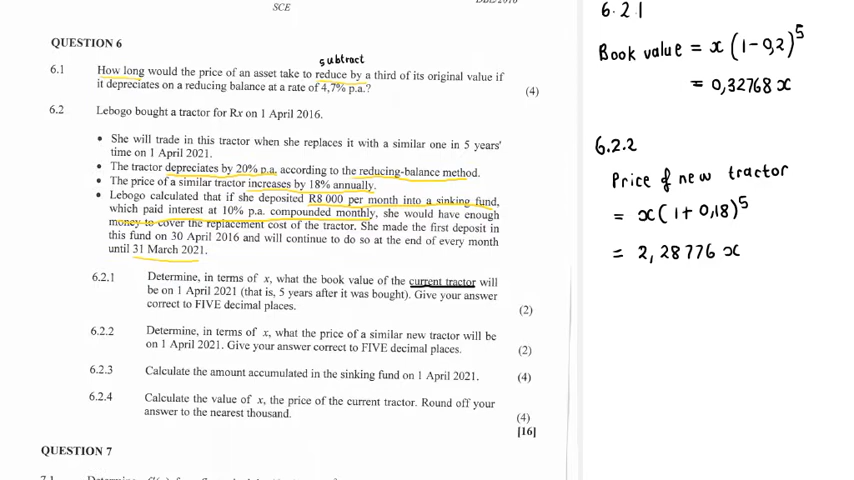 SCE
6.2.1
QUESTION 6
Book value = x (1 - 0,2)^5
= 0,32768 x
subtract
6.1 How long would the price of an asset take to reduce by a third of its original value if
it depreciates on a reducing balance at a rate of 4,7% p.a.?
(4)
6.2 Lebogo bought a tractor for Rx on 1 April 2016.
• She will trade in this tractor when she replaces it with a similar one in 5 years'
time on 1 April 2021.
• The tractor depreciates by 20% p.a. according to the reducing-balance method.
• The price of a similar tractor increases by 18% annually.
• Lebogo calculated that if she deposited R8 000 per month into a sinking fund,
which paid interest at 10% p.a. compounded monthly, she would have enough
money to cover the replacement cost of the tractor. She made the first deposit in
this fund on 30 April 2016 and will continue to do so at the end of every month
until 31 March 2021.
6.2.2
Price of new tractor
= x (1 + 0,18)^5
= 2,28776 x
6.2.1 Determine, in terms of x, what the book value of the current tractor will
be on 1 April 2021 (that is, 5 years after it was bought). Give your answer
correct to FIVE decimal places.
(2)
6.2.2 Determine, in terms of x, what the price of a similar new tractor will be
on 1 April 2021. Give your answer correct to FIVE decimal places.
(2)
6.2.3 Calculate the amount accumulated in the sinking fund on 1 April 2021.
(4)
6.2.4 Calculate the value of x, the price of the current tractor. Round off your
answer to the nearest thousand.
(4)
[16]
QUESTION 7
7.1 Determine